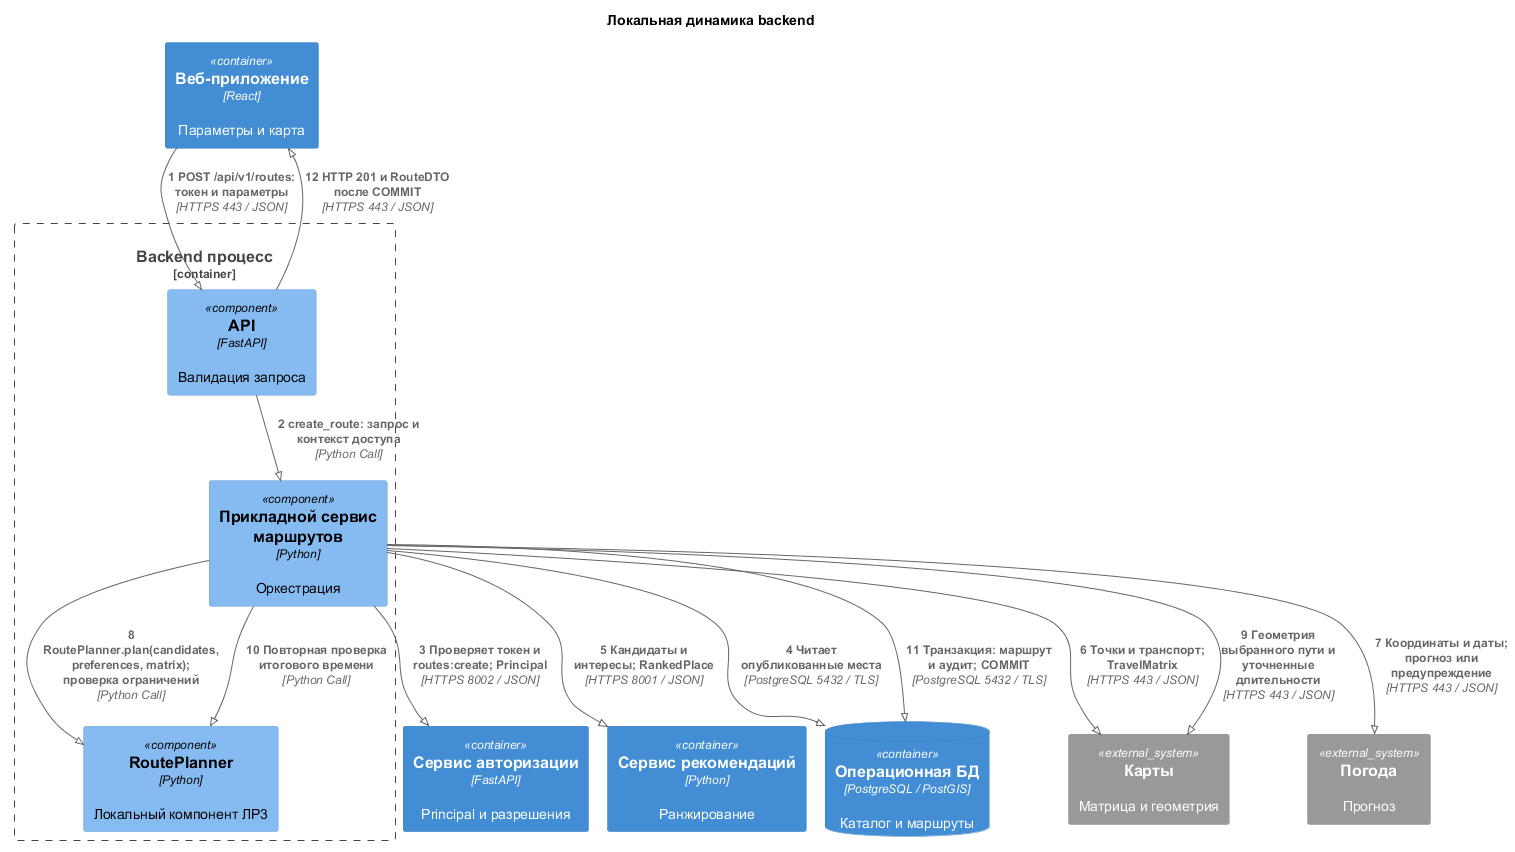 Локальная динамика backend
«container»
Веб-приложение
[React]
Параметры и карта
1 POST /api/v1/routes:
токен и параметры
[HTTPS 443 / JSON]
12 HTTP 201 и RouteDTO
после COMMIT
[HTTPS 443 / JSON]
Backend процесс
[container]
«component»
API
[FastAPI]
Валидация запроса
2 create_route: запрос и
контекст доступа
[Python Call]
«component»
Прикладной сервис
маршрутов
[Python]
Оркестрация
8
RoutePlanner.plan(candidates,
preferences, matrix);
проверка ограничений
[Python Call]
10 Повторная проверка
итогового времени
[Python Call]
3 Проверяет токен и
routes:create; Principal
[HTTPS 8002 / JSON]
5 Кандидаты и
интересы; RankedPlace
[HTTPS 8001 / JSON]
4 Читает
опубликованные места
[PostgreSQL 5432 / TLS]
11 Транзакция: маршрут
и аудит; COMMIT
[PostgreSQL 5432 / TLS]
6 Точки и транспорт;
TravelMatrix
[HTTPS 443 / JSON]
9 Геометрия
выбранного пути и
уточненные
длительности
[HTTPS 443 / JSON]
7 Координаты и даты;
прогноз или
предупреждение
[HTTPS 443 / JSON]
«component»
RoutePlanner
[Python]
Локальный компонент ЛР3
«container»
Сервис авторизации
[FastAPI]
Principal и разрешения
«container»
Сервис рекомендаций
[Python]
Ранжирование
«container»
Операционная БД
[PostgreSQL / PostGIS]
Каталог и маршруты
«external_system»
Карты
Матрица и геометрия
«external_system»
Погода
Прогноз